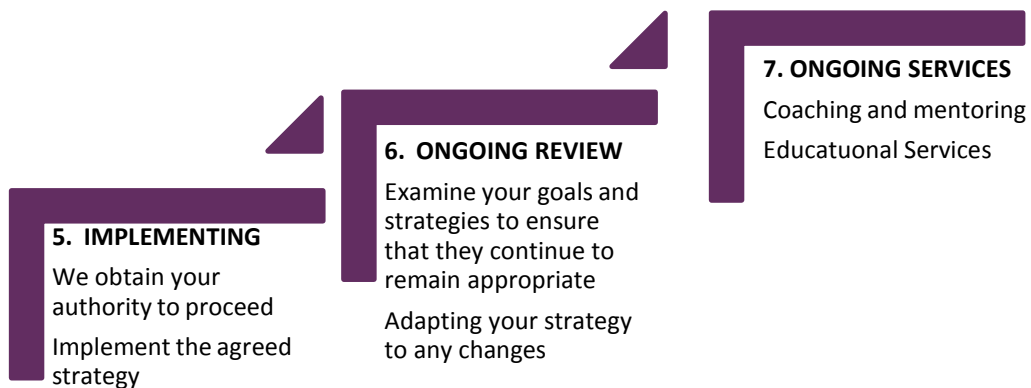 5. IMPLEMENTING
We obtain your
authority to proceed
Implement the agreed
strategy
6. ONGOING REVIEW
Examine your goals and
strategies to ensure
that they continue to
remain appropriate
Adapting your strategy
to any changes
7. ONGOING SERVICES
Coaching and mentoring
Educatuonal Services